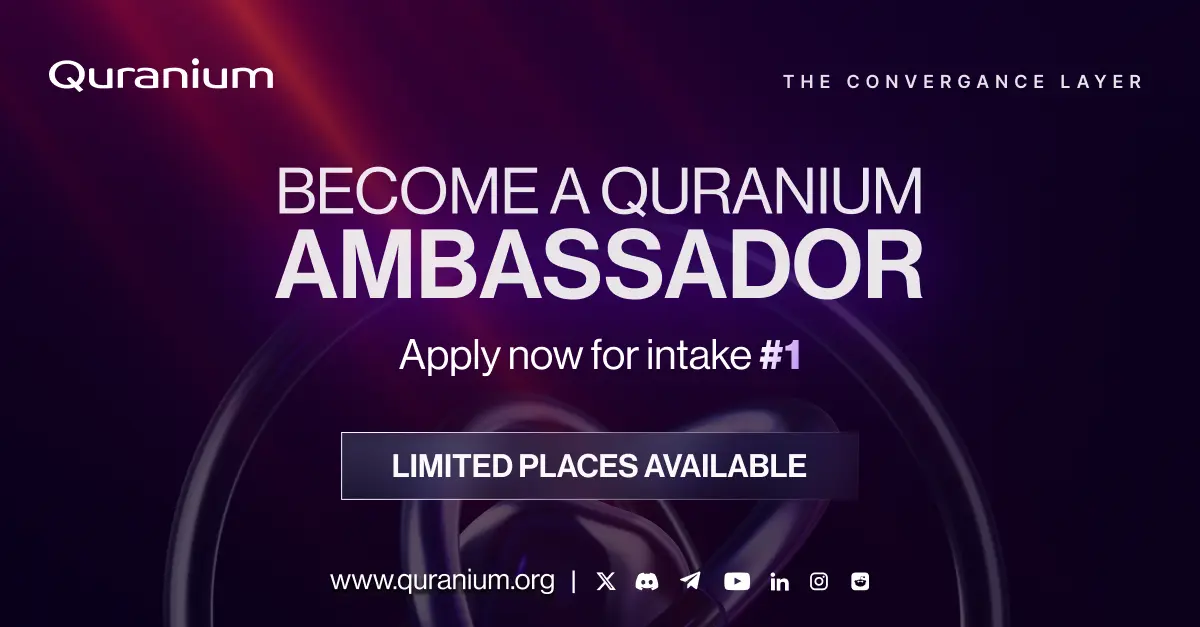 Quranium
THE CONVERGANCE LAYER
BECOME A QURANIUM
AMBASSADOR
Apply now for intake #1
LIMITED PLACES AVAILABLE
www.quranium.org |